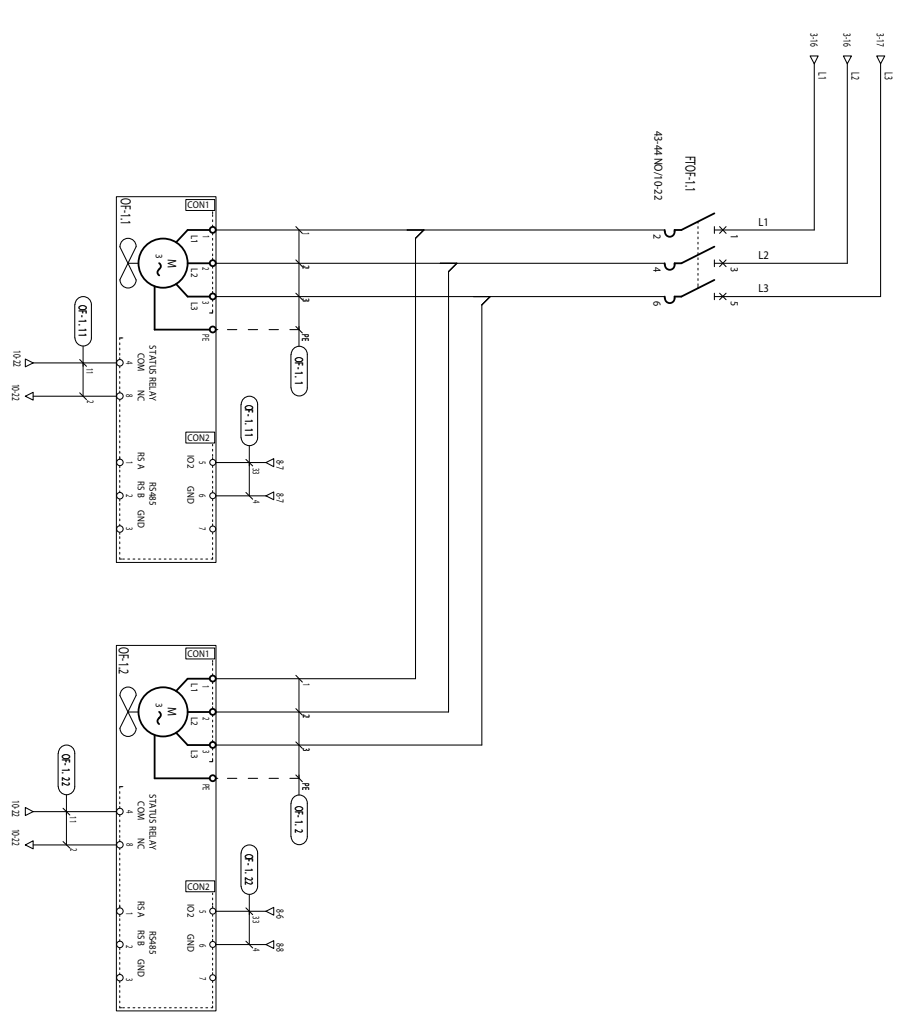 3-16
3-16
3-17
L1
L2
L3
43-44 NO/10-22
FTOF-1.1
L1
L2
L3
2
1
4
3
6
5
OF-1.1
CON1
L1
1
L2
2
L3
3
PE
M
3
1
2
3
PE
OF-1.1
OF-1.11
11
2
10-22
10-22
STATUS RELAY
COM
NC
4
8
CON2
IO2
5
GND
6
7
OF-1.11
33
4
8-7
8-7
RS A
RS B
RS485
GND
1
2
3
OF-1.2
CON1
L1
1
L2
2
L3
3
PE
M
3
1
2
3
PE
OF-1.2
OF-1.22
11
2
10-22
10-22
STATUS RELAY
COM
NC
4
8
CON2
IO2
5
GND
6
7
OF-1.22
33
4
8-6
8-8
RS A
RS B
RS485
GND
1
2
3